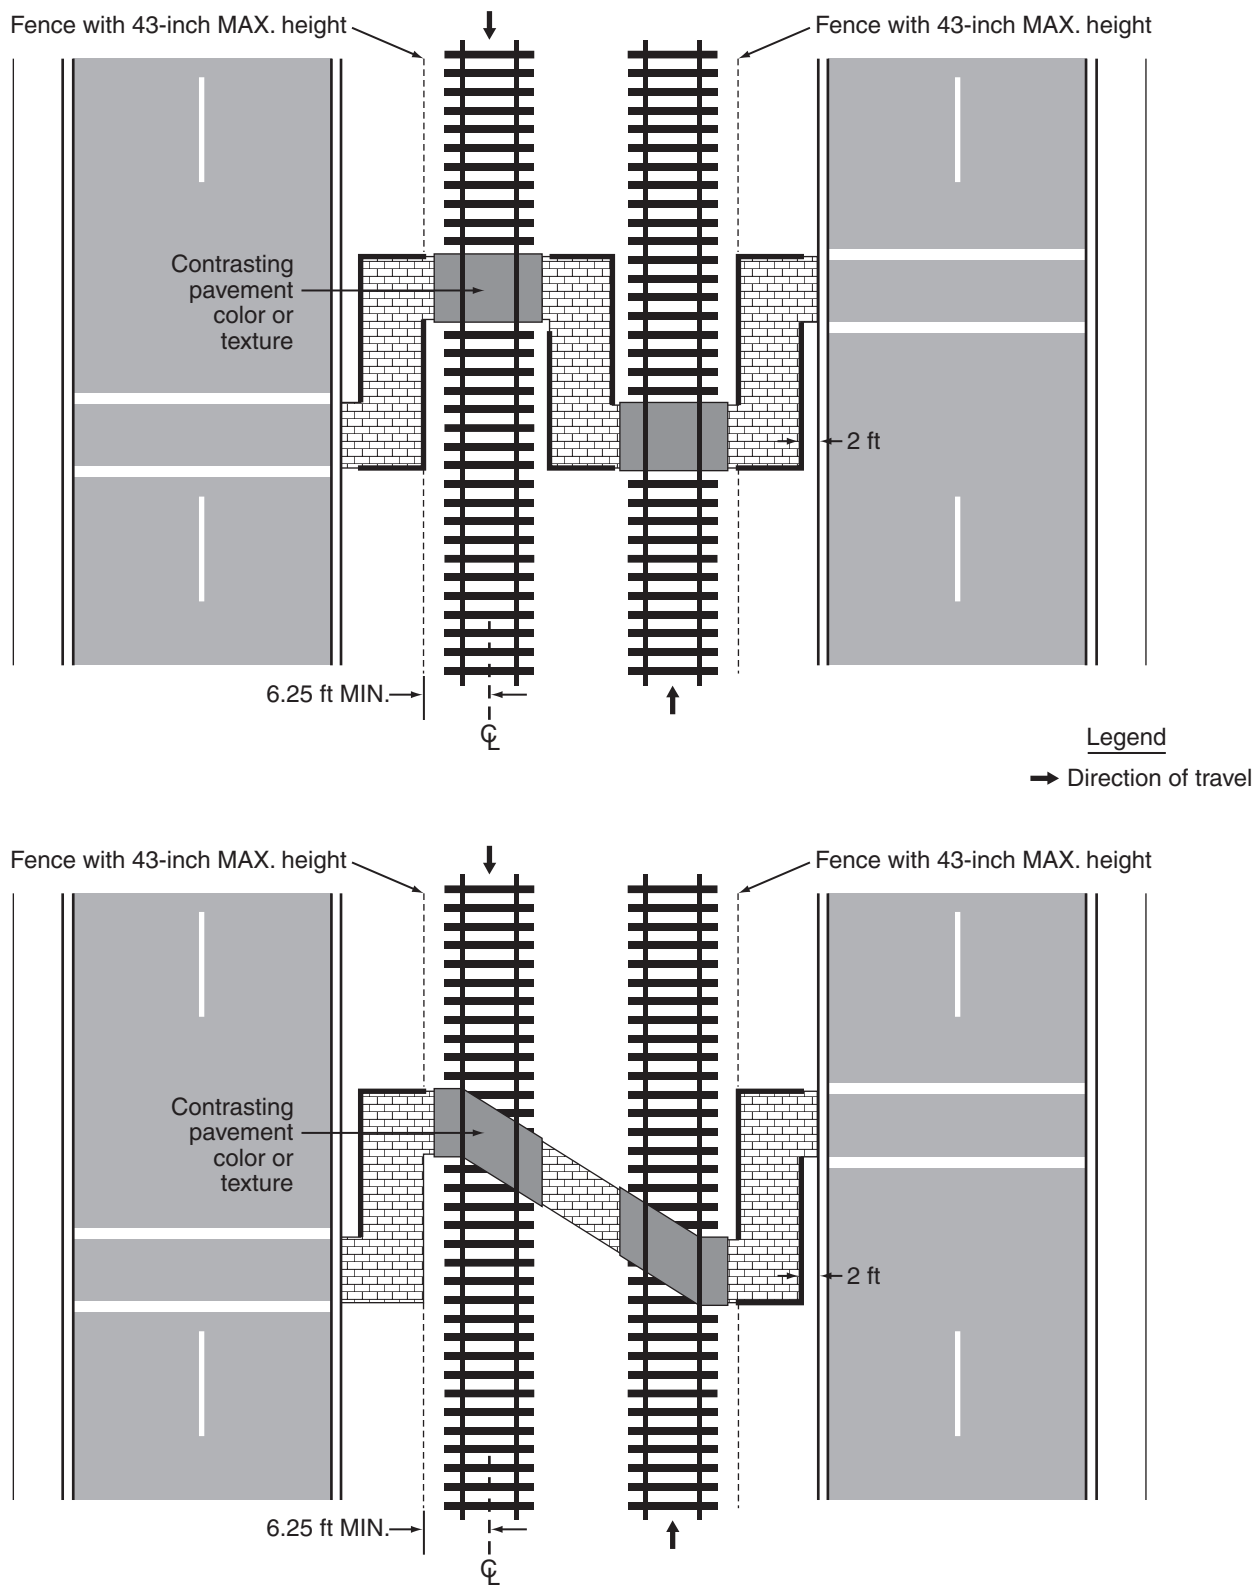 Fence with 43-inch MAX. height
Fence with 43-inch MAX. height
Contrasting
pavement
color or
texture
2 ft
6.25 ft MIN.
℄
Legend
Direction of travel
Fence with 43-inch MAX. height
Fence with 43-inch MAX. height
Contrasting
pavement
color or
texture
2 ft
6.25 ft MIN.
℄